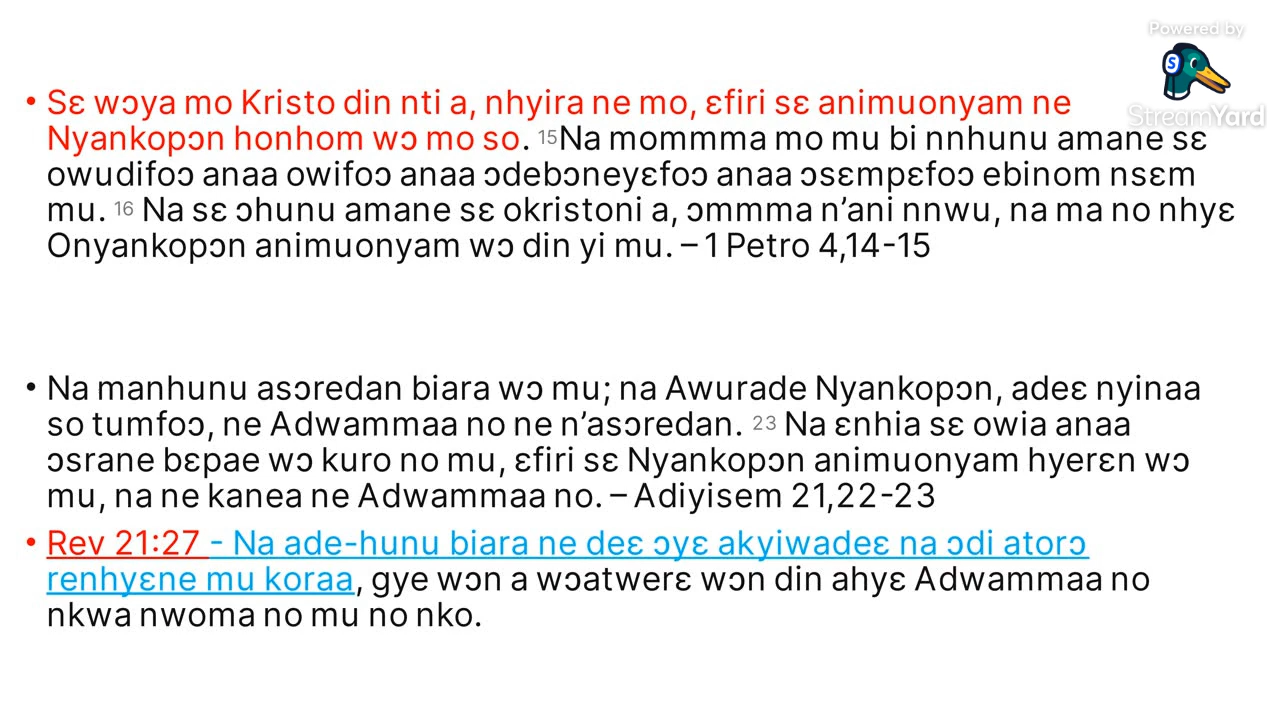 Powered by
StreamYard
• Sɛ wɔya mo Kristo din nti a, nhyira ne mo, ɛfiri sɛ animuonyam ne
Nyankopɔn honhom wɔ mo so. 15Na mommma mo mu bi nnhunu amane sɛ
owudifoɔ anaa owifoɔ anaa ɔdebɔneyɛfoɔ anaa ɔsɛmpɛfoɔ ebinom nsɛm
mu. 16 Na sɛ ɔhunu amane sɛ okristoni a, ɔmmma n’ani nnwu, na ma no nhyɛ
Onyankopɔn animuonyam wɔ din yi mu. – 1 Petro 4,14-15
• Na manhunu asɔredan biara wɔ mu; na Awurade Nyankopɔn, adeɛ nyinaa
so tumfoɔ, ne Adwammaa no ne n’asɔredan. 23 Na ɛnhia sɛ owia anaa
ɔsrane bɛpae wɔ kuro no mu, ɛfiri sɛ Nyankopɔn animuonyam hyerɛn wɔ
mu, na ne kanea ne Adwammaa no. – Adiyisem 21,22-23
• Rev 21:27 - Na ade-hunu biara ne deɛ ɔyɛ akyiwadeɛ na ɔdi atorɔ
renhyɛne mu koraa, gye wɔn a wɔatwerɛ wɔn din ahyɛ Adwammaa no
nkwa nwoma no mu no nko.